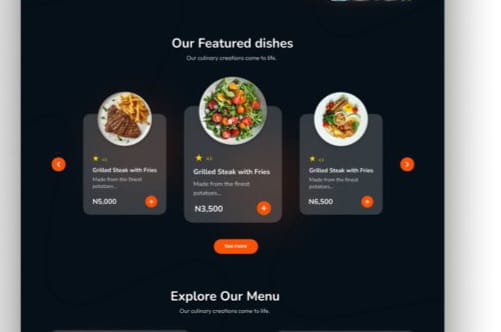 Our Featured dishes
Our culinary creations come to life.
4.5
Grilled Steak with Fries
Made from the finest
potatoes...
N5,000
+
4.5
Grilled Steak with Fries
Made from the finest
potatoes...
N3,500
+
4.5
Grilled Steak with Fries
Made from the finest
potatoes...
N6,500
+
See more
Explore Our Menu
Our culinary creations come to life.